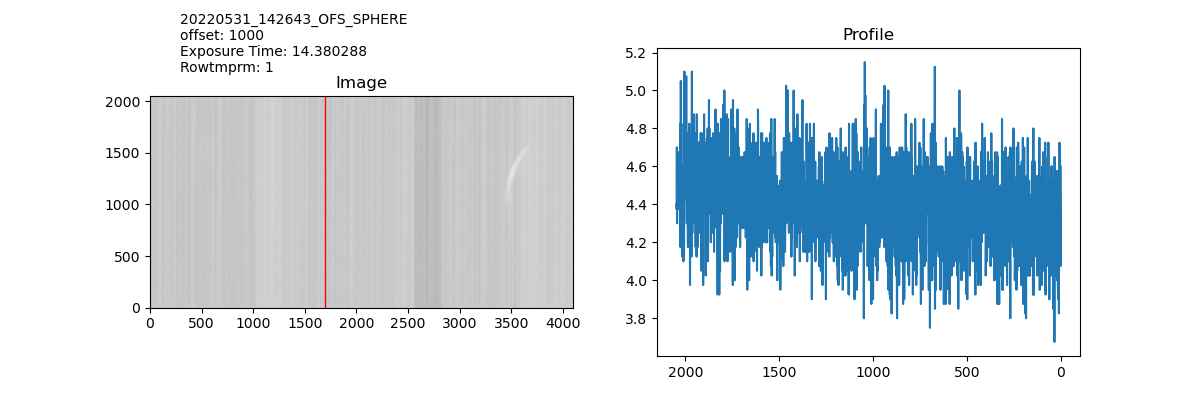 20220531_142643_OFS_SPHERE
offset: 1000
Exposure Time: 14.380288
Rowtmprm: 1
Image
2000
1500
1000
500
0
0 500 1000 1500 2000 2500 3000 3500 4000
Profile
5.2
5.0
4.8
4.6
4.4
4.2
4.0
3.8
2000 1500 1000 500 0